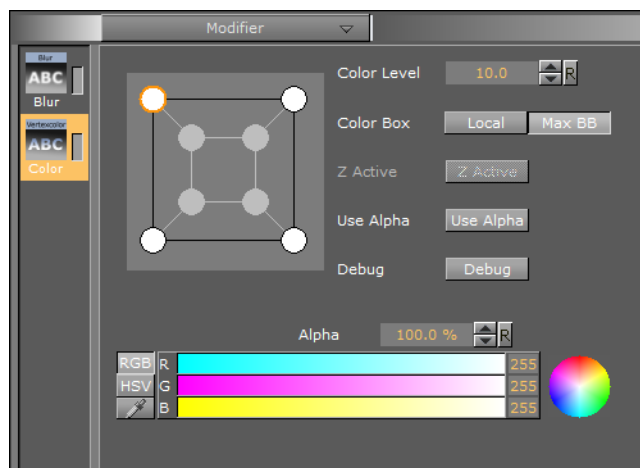 Modifier
Blur
ABC
Blur
Vertexcolor
ABC
Color
Color Level 10.0 R
Color Box Local Max BB
Z Active Z Active
Use Alpha Use Alpha
Debug Debug
Alpha 100.0 % R
RGB R 255
HSV G 255
B 255